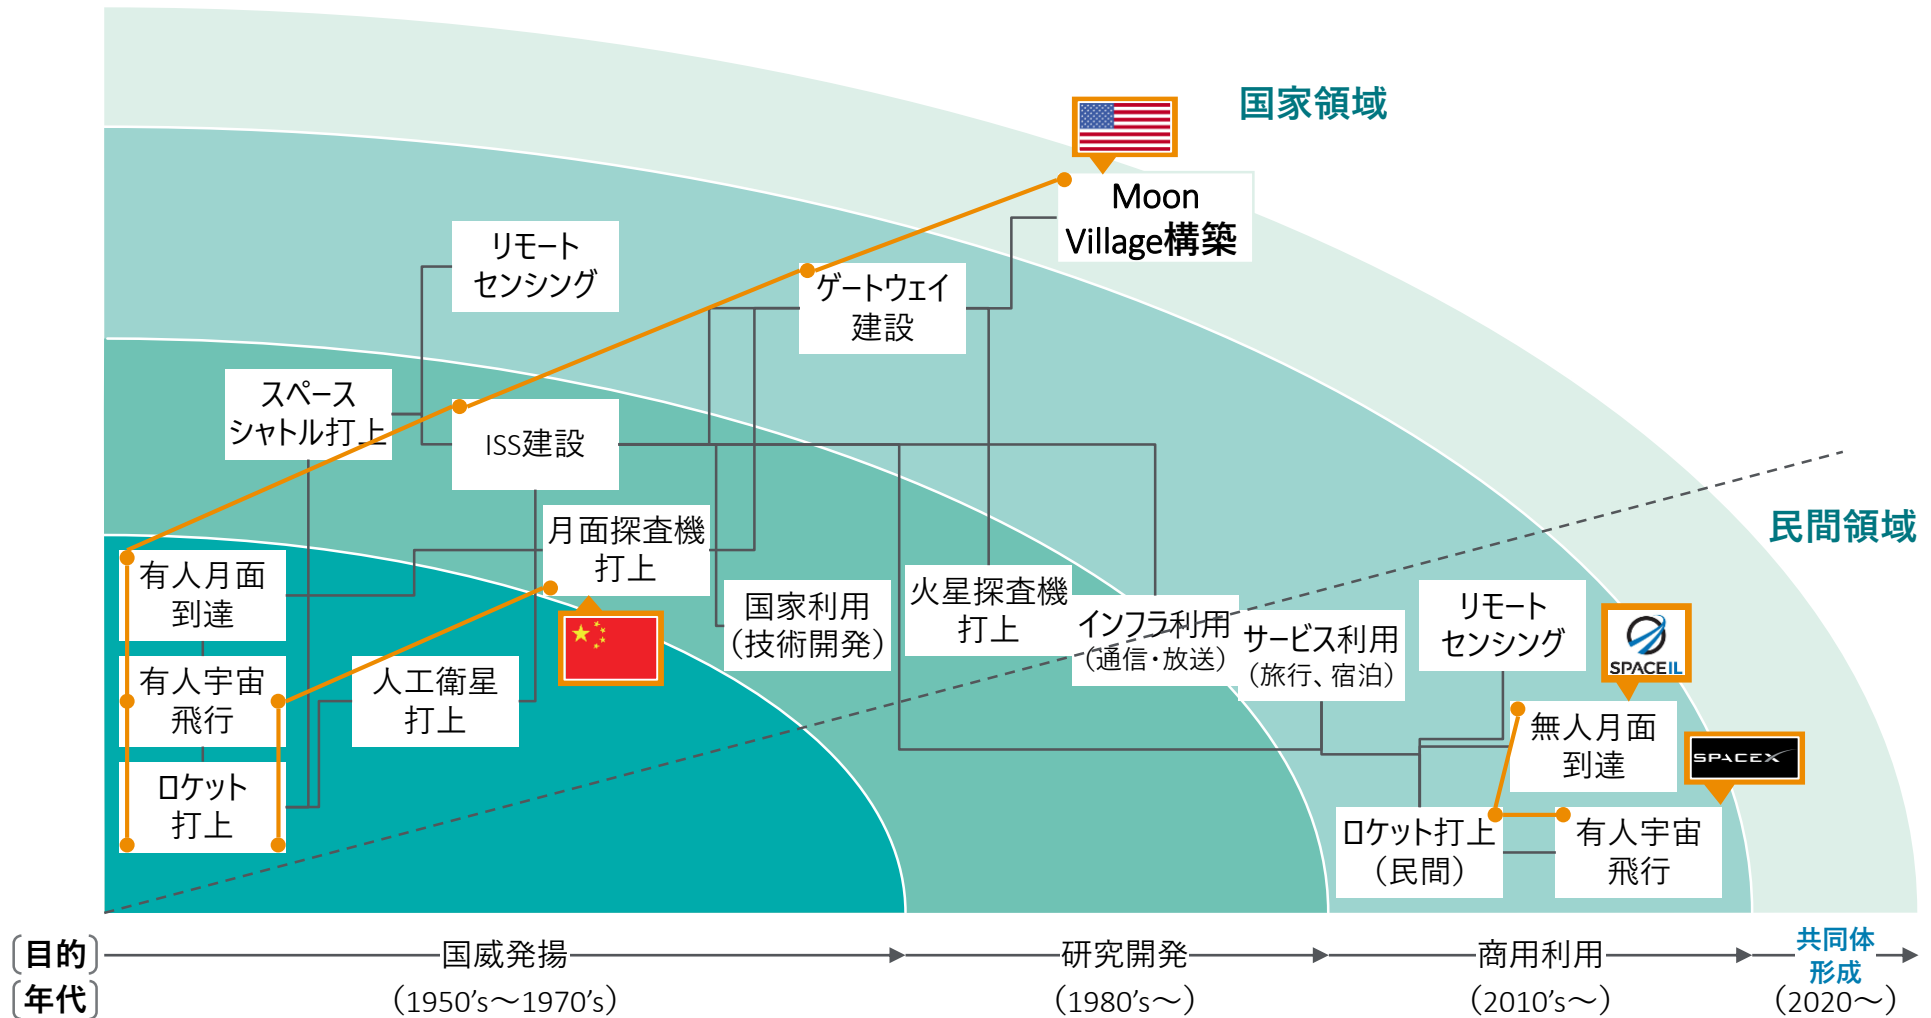 国家領域
Moon
Village構築
リモート
センシング
ゲートウェイ
建設
スペース
シャトル打上
ISS建設
民間領域
月面探査機
打上
有人月面
到達
国家利用
（技術開発）
火星探査機
打上
インフラ利用
（通信・放送）
サービス利用
（旅行、宿泊）
リモート
センシング
SPACEIL
有人宇宙
飛行
人工衛星
打上
無人月面
到達
SPACEX
ロケット
打上
ロケット打上
（民間）
有人宇宙
飛行
目的
国威発揚
研究開発
商用利用
共同体
形成
年代
（1950's～1970's）
（1980's～）
（2010's～）
（2020～）